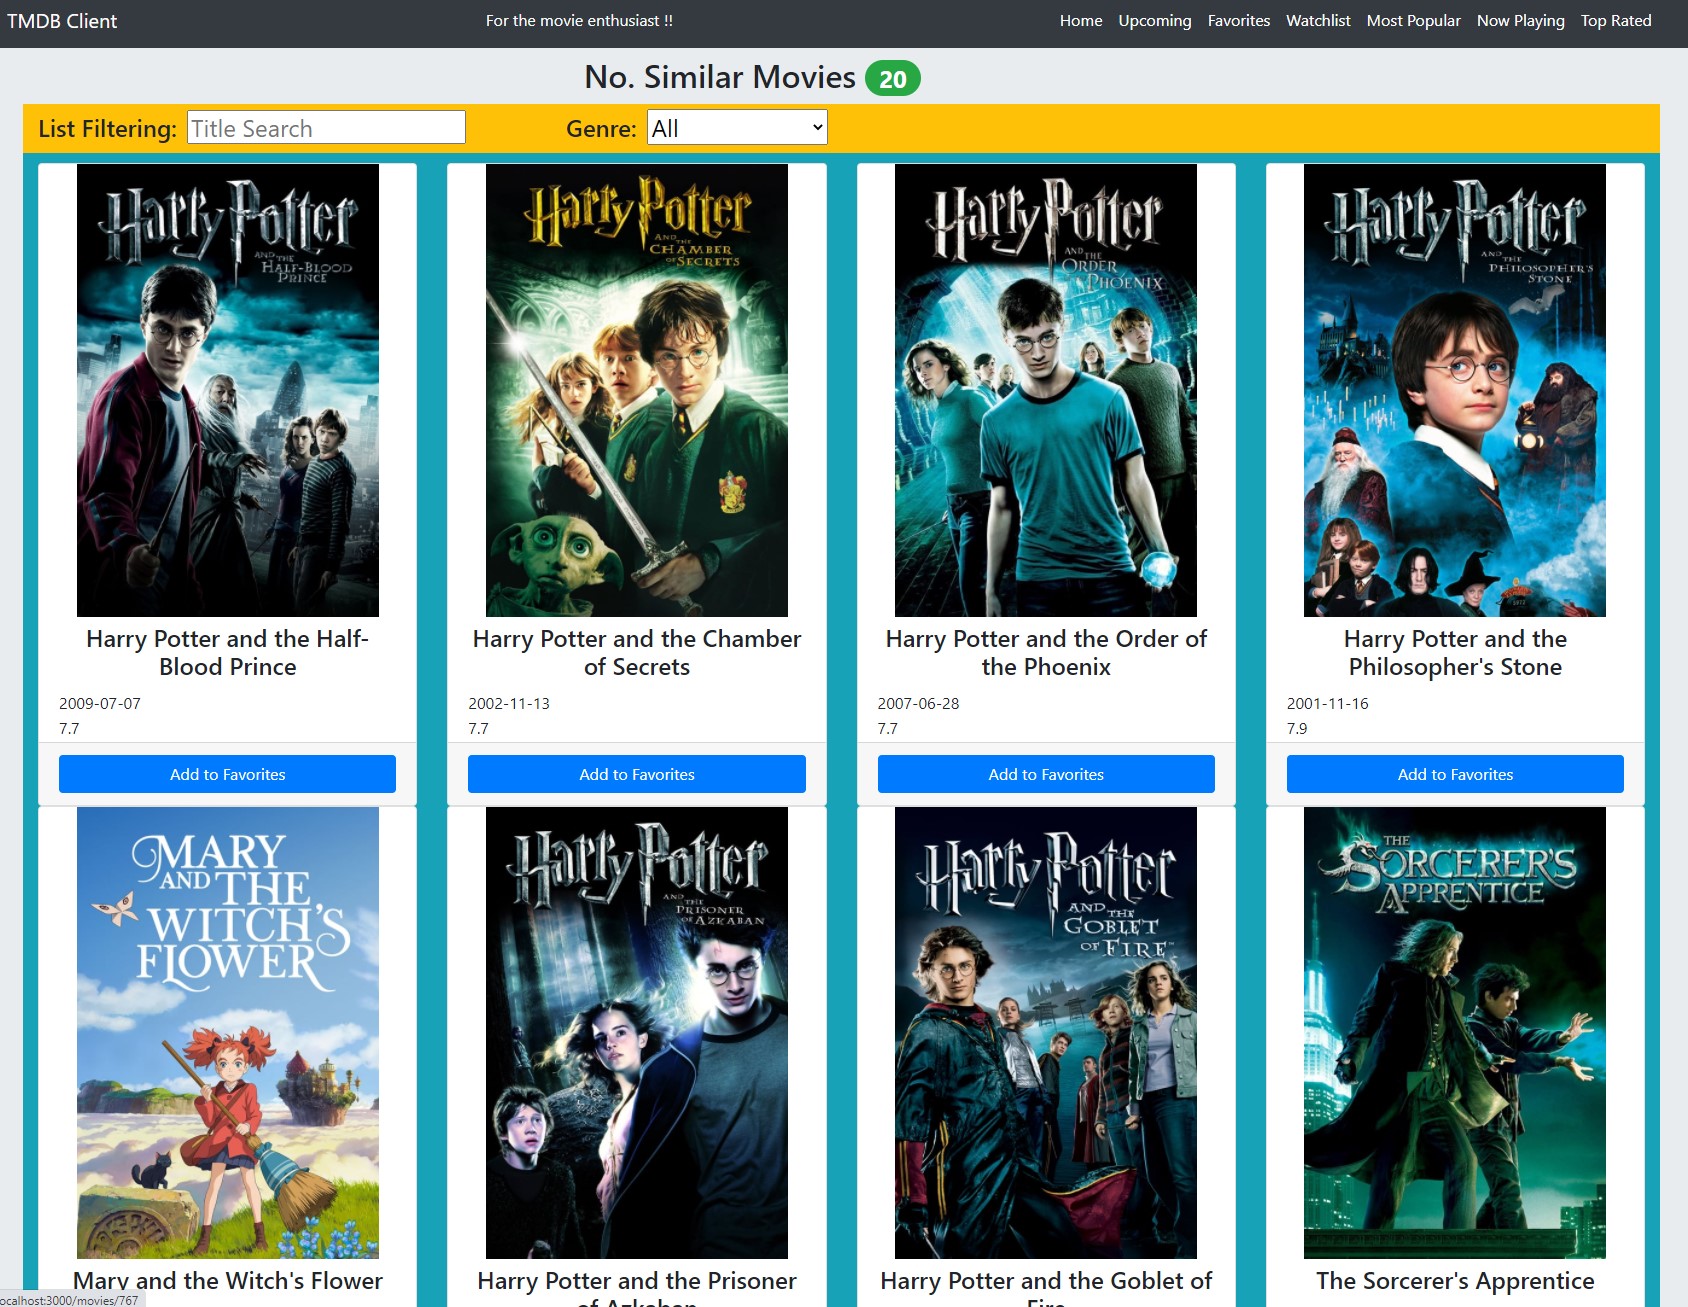 TMDB Client
For the movie enthusiast !!
Home Upcoming Favorites Watchlist Most Popular Now Playing Top Rated
No. Similar Movies 20
List Filtering: Title Search Genre: All
Harry Potter
AND THE
HALF-BLOOD
PRINCE
Harry Potter
AND THE
CHAMBER
OF SECRETS
Harry Potter
AND THE
ORDER
OF THE
PHOENIX
Harry Potter
AND THE
PHILOSOPHER'S
STONE
Harry Potter and the Half-
Blood Prince
2009-07-07
7.7
Add to Favorites
Harry Potter and the Chamber
of Secrets
2002-11-13
7.7
Add to Favorites
Harry Potter and the Order of
the Phoenix
2007-06-28
7.7
Add to Favorites
Harry Potter and the
Philosopher's Stone
2001-11-16
7.9
Add to Favorites
MARY
AND THE
WITCH'S
FLOWER
Harry Potter
AND THE
PRISONER
OF AZKABAN
Harry Potter
AND THE
GOBLET
OF FIRE
THE
SORCERER'S
APPRENTICE
Mary and the Witch's Flower
Harry Potter and the Prisoner
of Azkaban
Harry Potter and the Goblet of
Fire
The Sorcerer's Apprentice
ocalhost:3000/movies/767